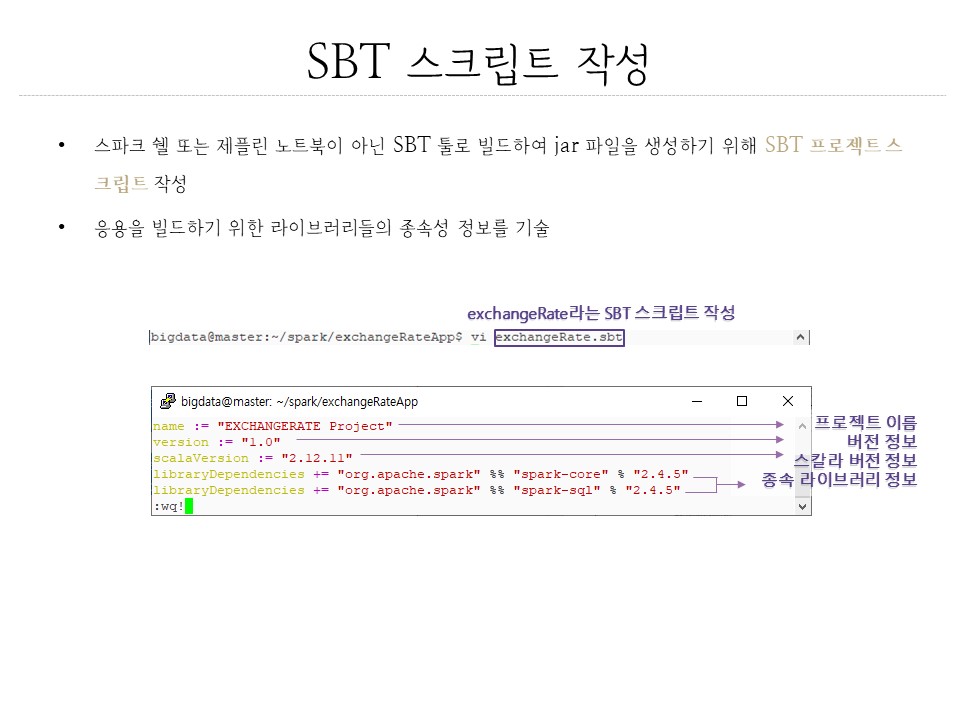 SBT 스크립트 작성
• 스파크 쉘 또는 제플린 노트북이 아닌 SBT 툴로 빌드하여 jar 파일을 생성하기 위해 SBT 프로젝트 스
크립트 작성
• 응용을 빌드하기 위한 라이브러리들의 종속성 정보를 기술
exchangeRate라는 SBT 스크립트 작성
bigdata@master:~/spark/exchangeRateApp$ vi exchangeRate.sbt
bigdata@master: ~/spark/exchangeRateApp
name := "EXCHANGERATE Project" 프로젝트 이름
version := "1.0" 버전 정보
scalaVersion := "2.12.11" 스칼라 버전 정보
libraryDependencies += "org.apache.spark" %% "spark-core" % "2.4.5" 종속 라이브러리 정보
libraryDependencies += "org.apache.spark" %% "spark-sql" % "2.4.5"
:wq!